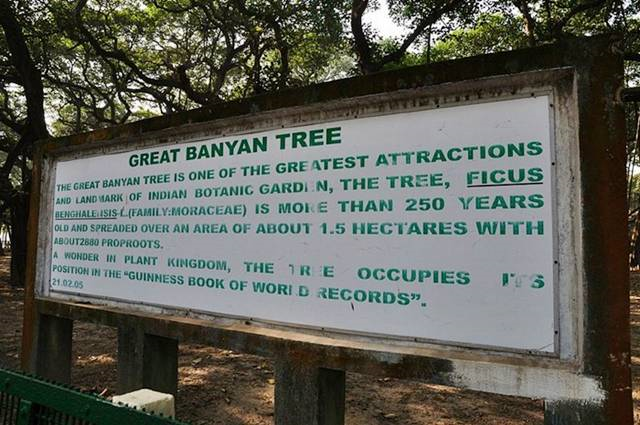 GREAT BANYAN TREE
THE GREAT BANYAN TREE IS ONE OF THE GREATEST ATTRACTIONS
AND LANDMARK OF INDIAN BOTANIC GARDEN, THE TREE, FICUS
BENGHALENSIS L.(FAMILY:MORACEAE) IS MORE THAN 250 YEARS
OLD AND SPREADED OVER AN AREA OF ABOUT 1.5 HECTARES WITH
ABOUT2880 PROPROOTS.
A WONDER IN PLANT KINGDOM, THE TREE OCCUPIES ITS
POSITION IN THE "GUINNESS BOOK OF WORLD RECORDS".
21.02.05